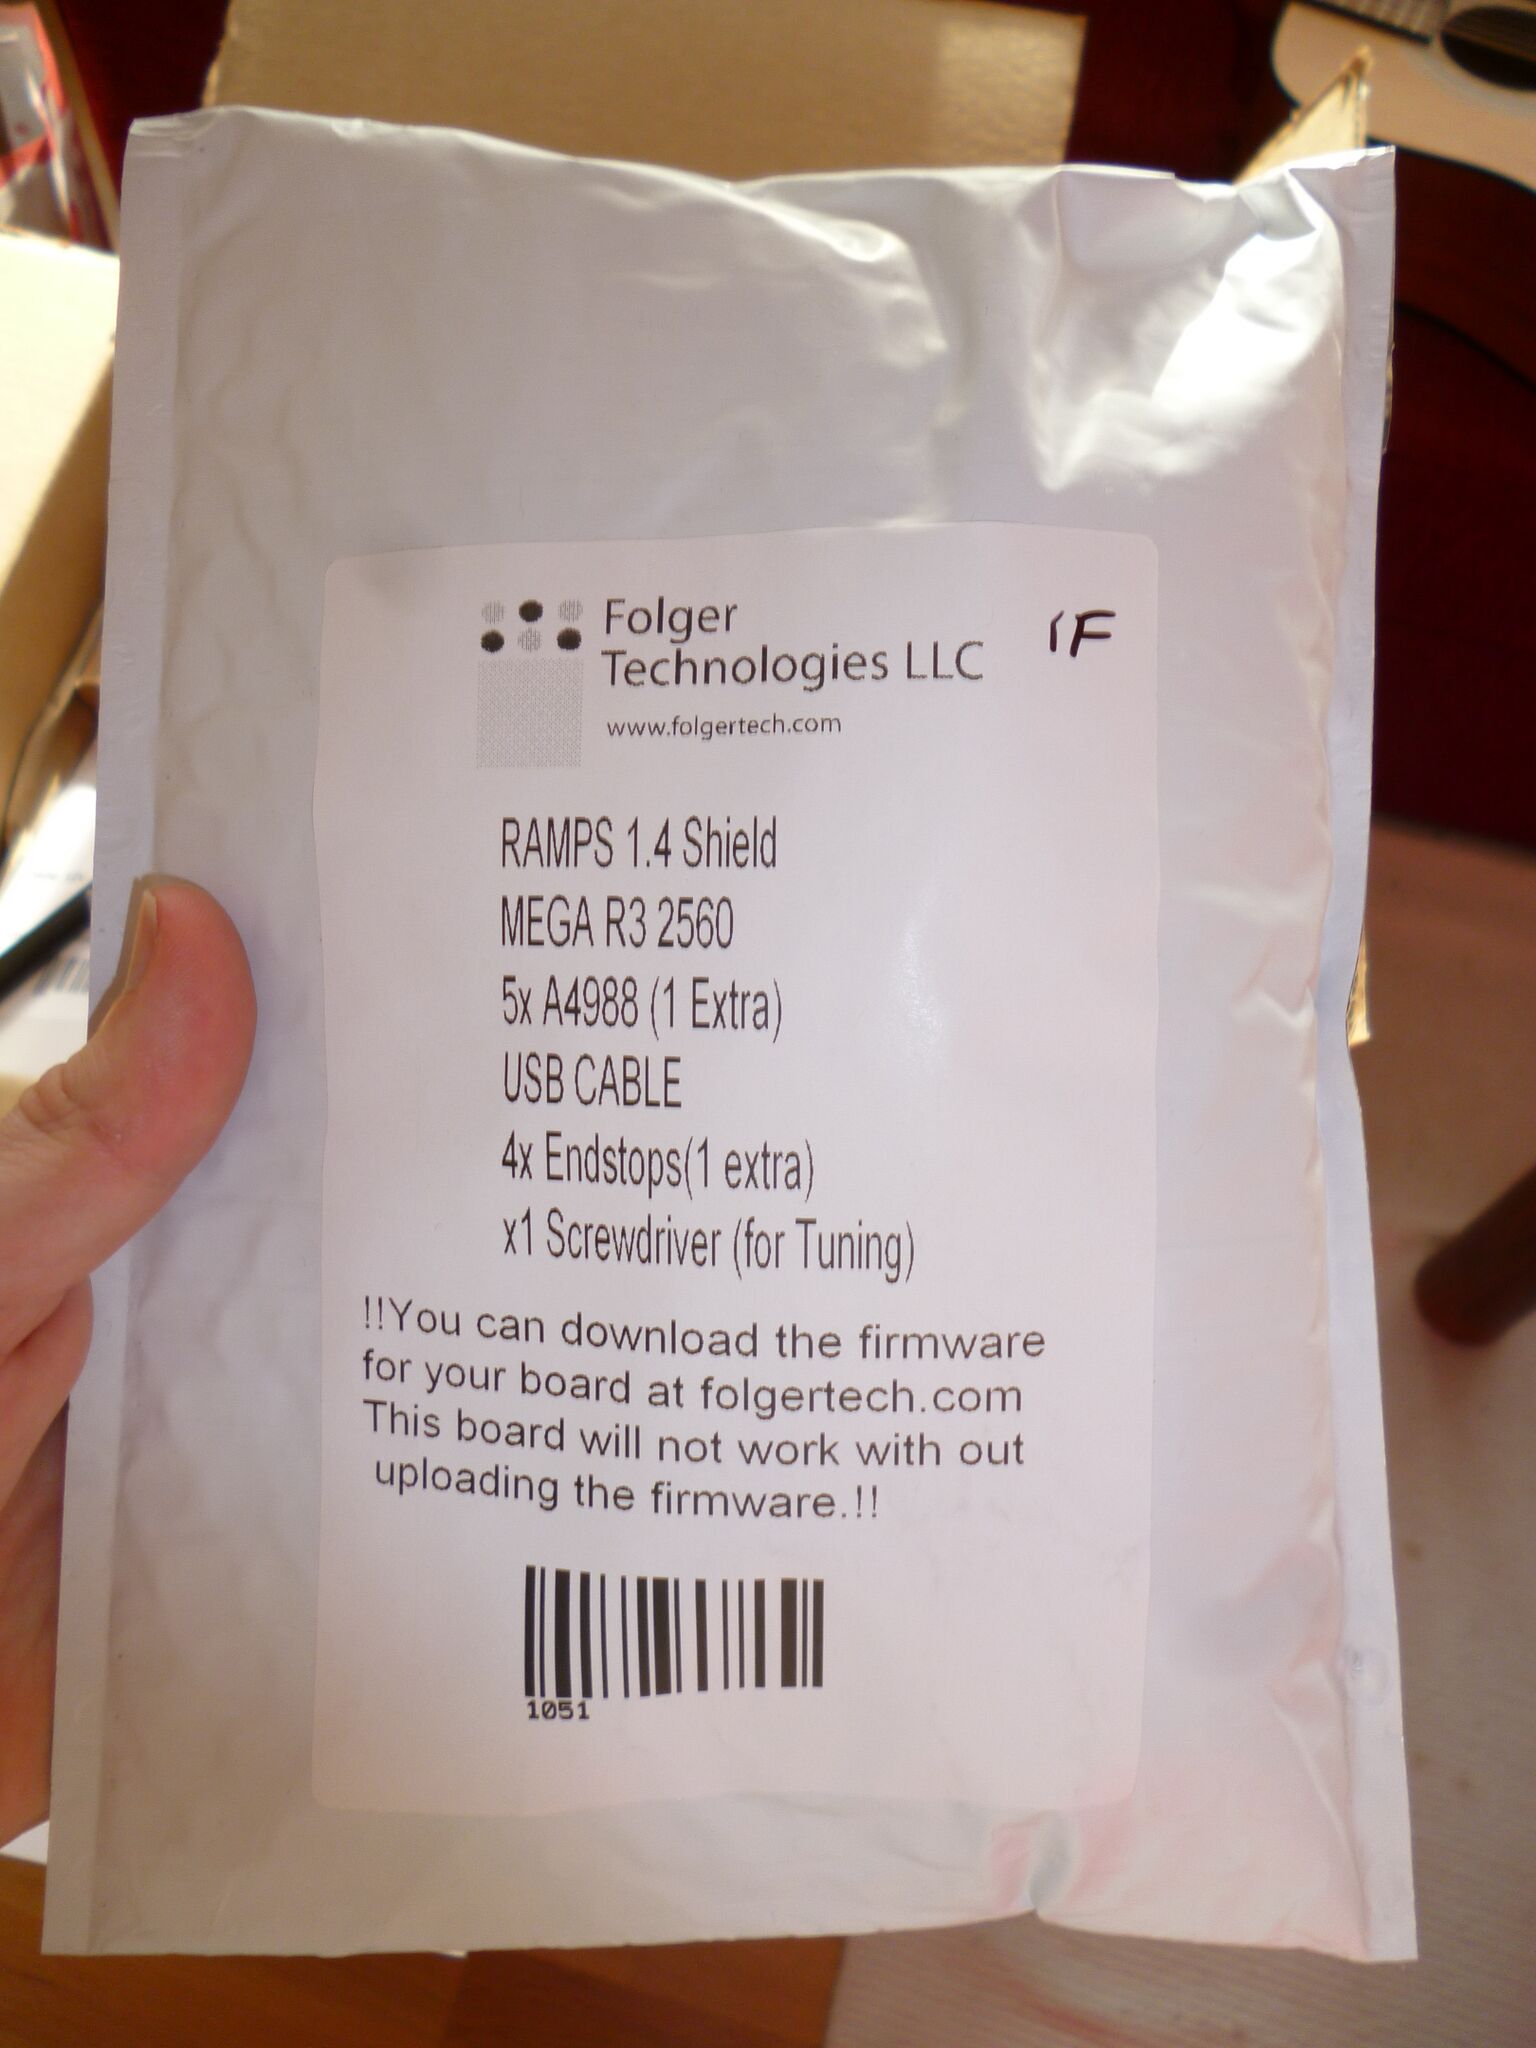 Folger
Technologies LLC
1F
www.folgertech.com
RAMPS 1.4 Shield
MEGA R3 2560
5x A4988 (1 Extra)
USB CABLE
4x Endstops(1 extra)
x1 Screwdriver (for Tuning)
!!You can download the firmware
for your board at folgertech.com
This board will not work with out
uploading the firmware.!!
1051